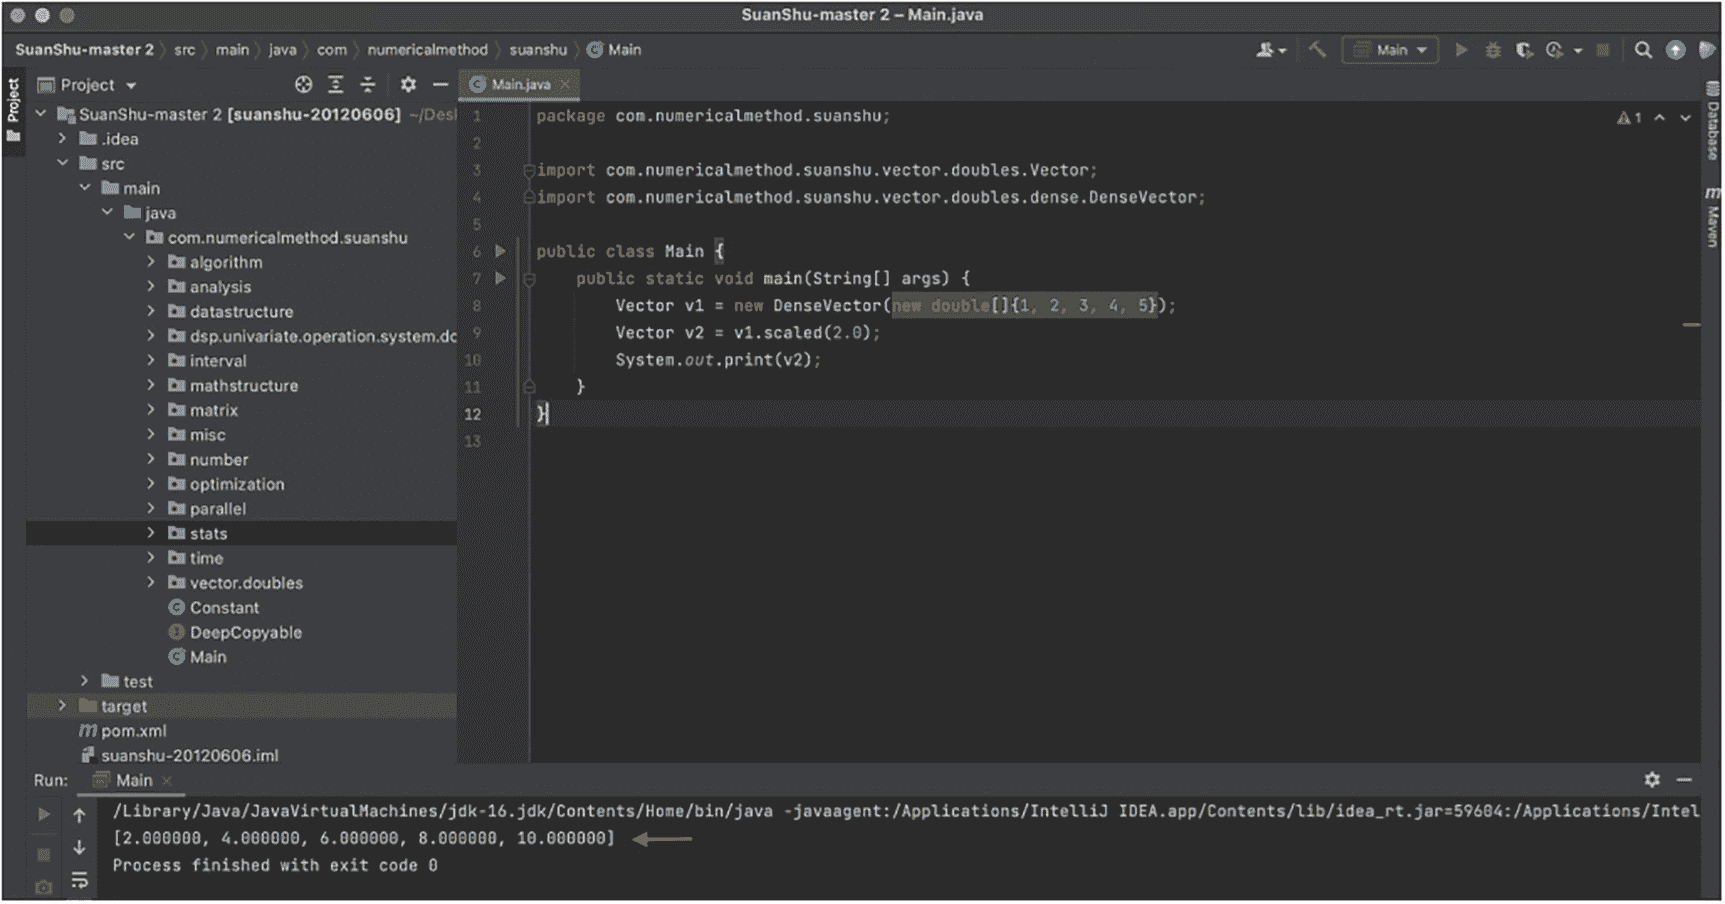 SuanShu-master 2 – Main.java
SuanShu-master 2 src main java com numericalmethod suanshu Main
Main
Project
Project
SuanShu-master 2 [suanshu-20120606] ~/Des
.idea
src
main
java
com.numericalmethod.suanshu
algorithm
analysis
datastructure
dsp.univariate.operation.system.do
interval
mathstructure
matrix
misc
number
optimization
parallel
stats
time
vector.doubles
Constant
DeepCopyable
Main
test
target
pom.xml
suanshu-20120606.iml
Main.java
1 package com.numericalmethod.suanshu;
2
3 import com.numericalmethod.suanshu.vector.doubles.Vector;
4 import com.numericalmethod.suanshu.vector.doubles.dense.DenseVector;
5
6 public class Main {
7 public static void main(String[] args) {
8 Vector v1 = new DenseVector(new double[]{1, 2, 3, 4, 5});
9 Vector v2 = v1.scaled(2.0);
10 System.out.print(v2);
11 }
12 }
13
1
Database
Maven
Run: Main
/Library/Java/JavaVirtualMachines/jdk-16.jdk/Contents/Home/bin/java -javaagent:/Applications/IntelliJ IDEA.app/Contents/lib/idea_rt.jar=59604:/Applications/Intel
[2.000000, 4.000000, 6.000000, 8.000000, 10.000000]
Process finished with exit code 0